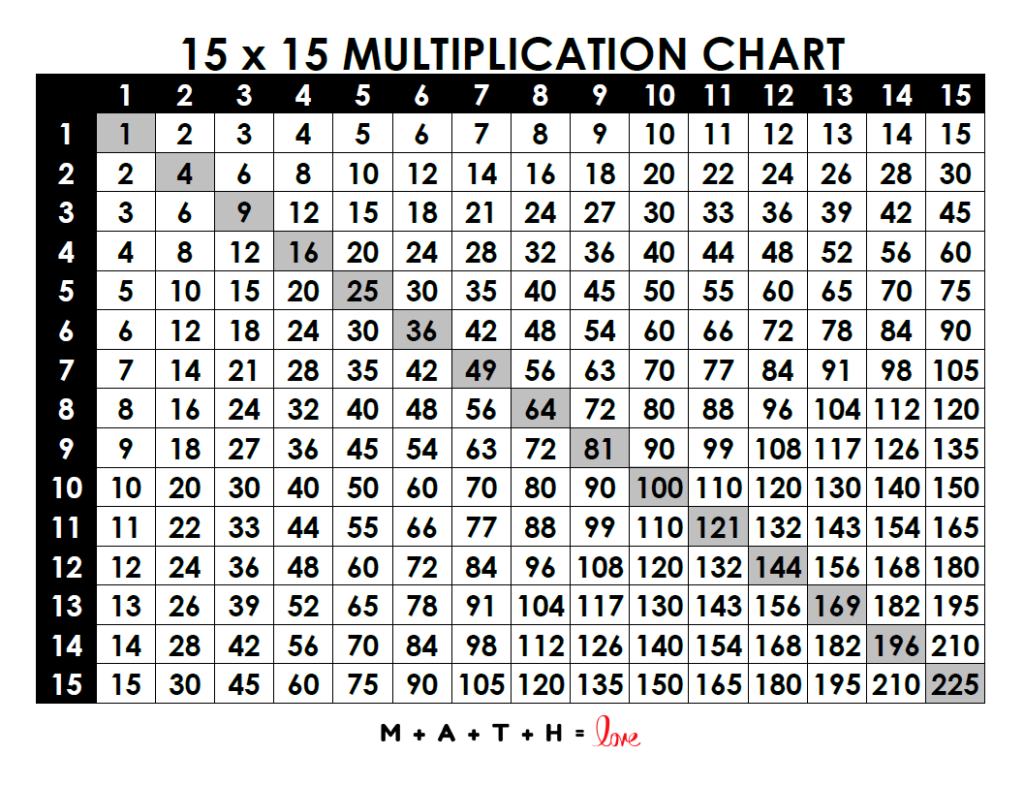 15 x 15 MULTIPLICATION CHART
1 2 3 4 5 6 7 8 9 10 11 12 13 14 15
1 1 2 3 4 5 6 7 8 9 10 11 12 13 14 15
2 2 4 6 8 10 12 14 16 18 20 22 24 26 28 30
3 3 6 9 12 15 18 21 24 27 30 33 36 39 42 45
4 4 8 12 16 20 24 28 32 36 40 44 48 52 56 60
5 5 10 15 20 25 30 35 40 45 50 55 60 65 70 75
6 6 12 18 24 30 36 42 48 54 60 66 72 78 84 90
7 7 14 21 28 35 42 49 56 63 70 77 84 91 98 105
8 8 16 24 32 40 48 56 64 72 80 88 96 104 112 120
9 9 18 27 36 45 54 63 72 81 90 99 108 117 126 135
10 10 20 30 40 50 60 70 80 90 100 110 120 130 140 150
11 11 22 33 44 55 66 77 88 99 110 121 132 143 154 165
12 12 24 36 48 60 72 84 96 108 120 132 144 156 168 180
13 13 26 39 52 65 78 91 104 117 130 143 156 169 182 195
14 14 28 42 56 70 84 98 112 126 140 154 168 182 196 210
15 15 30 45 60 75 90 105 120 135 150 165 180 195 210 225
M + A + T + H = love